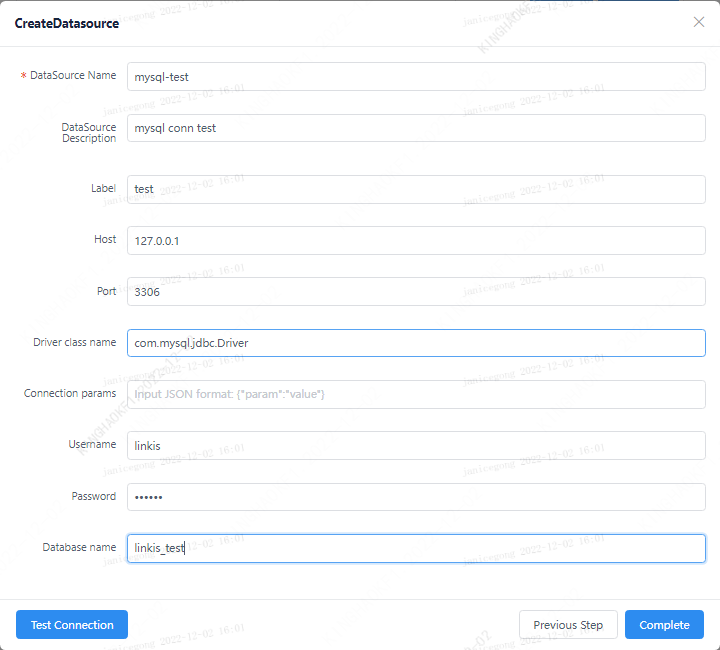 CreateDatasource
* DataSource Name mysql-test
DataSource
Description
mysql conn test
Label test
Host 127.0.0.1
Port 3306
Driver class name com.mysql.jdbc.Driver
Connection params Input JSON format: {"param":"value"}
Username linkis
Password ••••••
Database name linkis_test
Test Connection Previous Step Complete